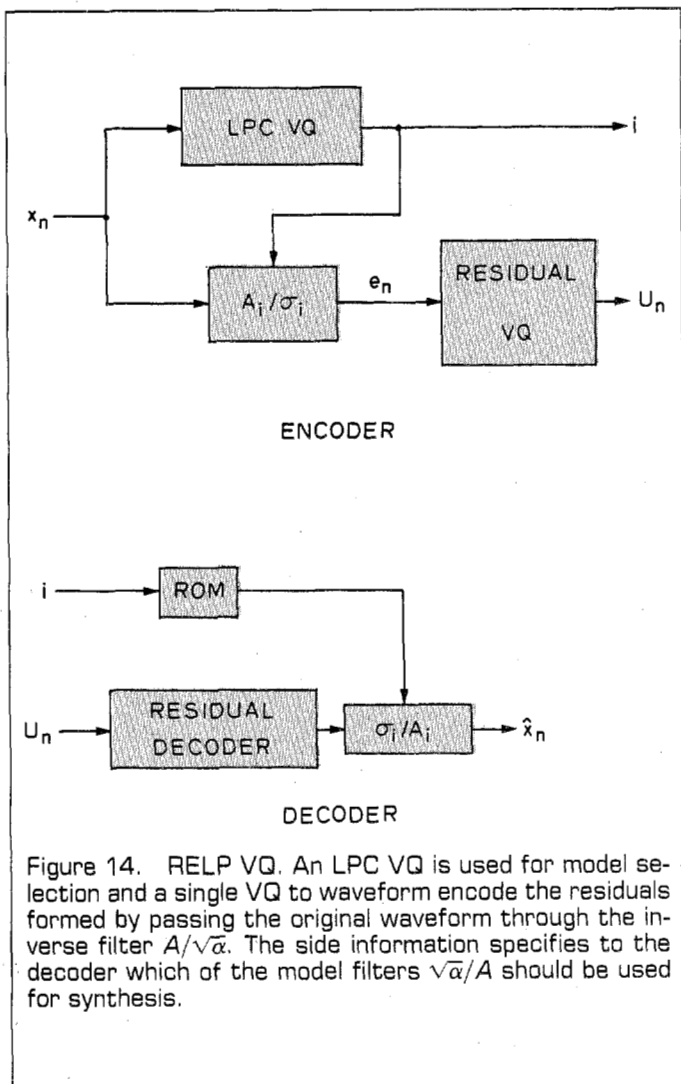 LPC VQ
i
x_n
A_i/σ_i
e_n
RESIDUAL
VQ
U_n
ENCODER
i
ROM
U_n
RESIDUAL
DECODER
σ_i/A_i
x̂_n
DECODER
Figure 14. RELP VQ. An LPC VQ is used for model se-
lection and a single VQ to waveform encode the residuals
formed by passing the original waveform through the in-
verse filter A/√α. The side information specifies to the
decoder which of the model filters √α/A should be used
for synthesis.